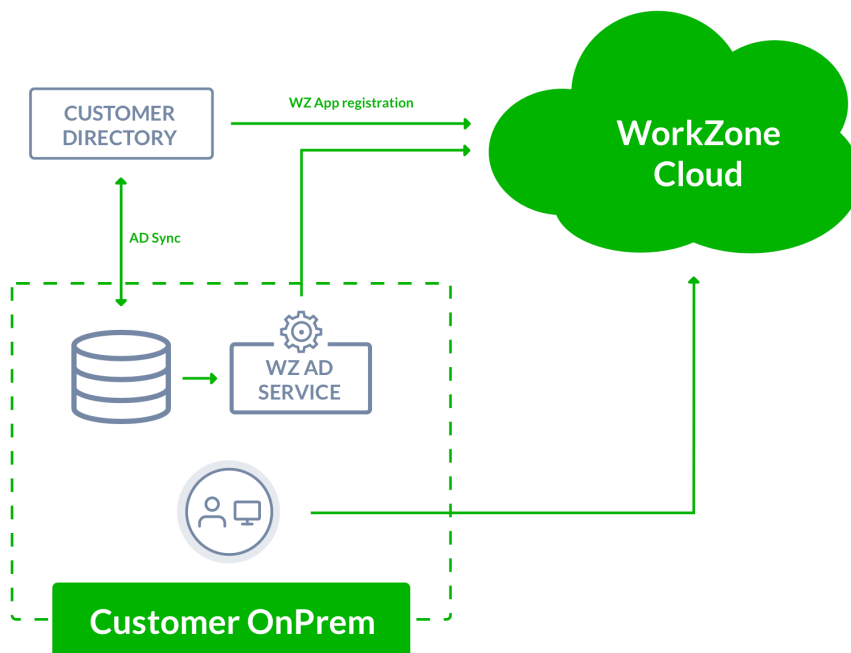 WZ App registration
CUSTOMER
DIRECTORY
WorkZone
Cloud
AD Sync
WZ AD
SERVICE
Customer OnPrem